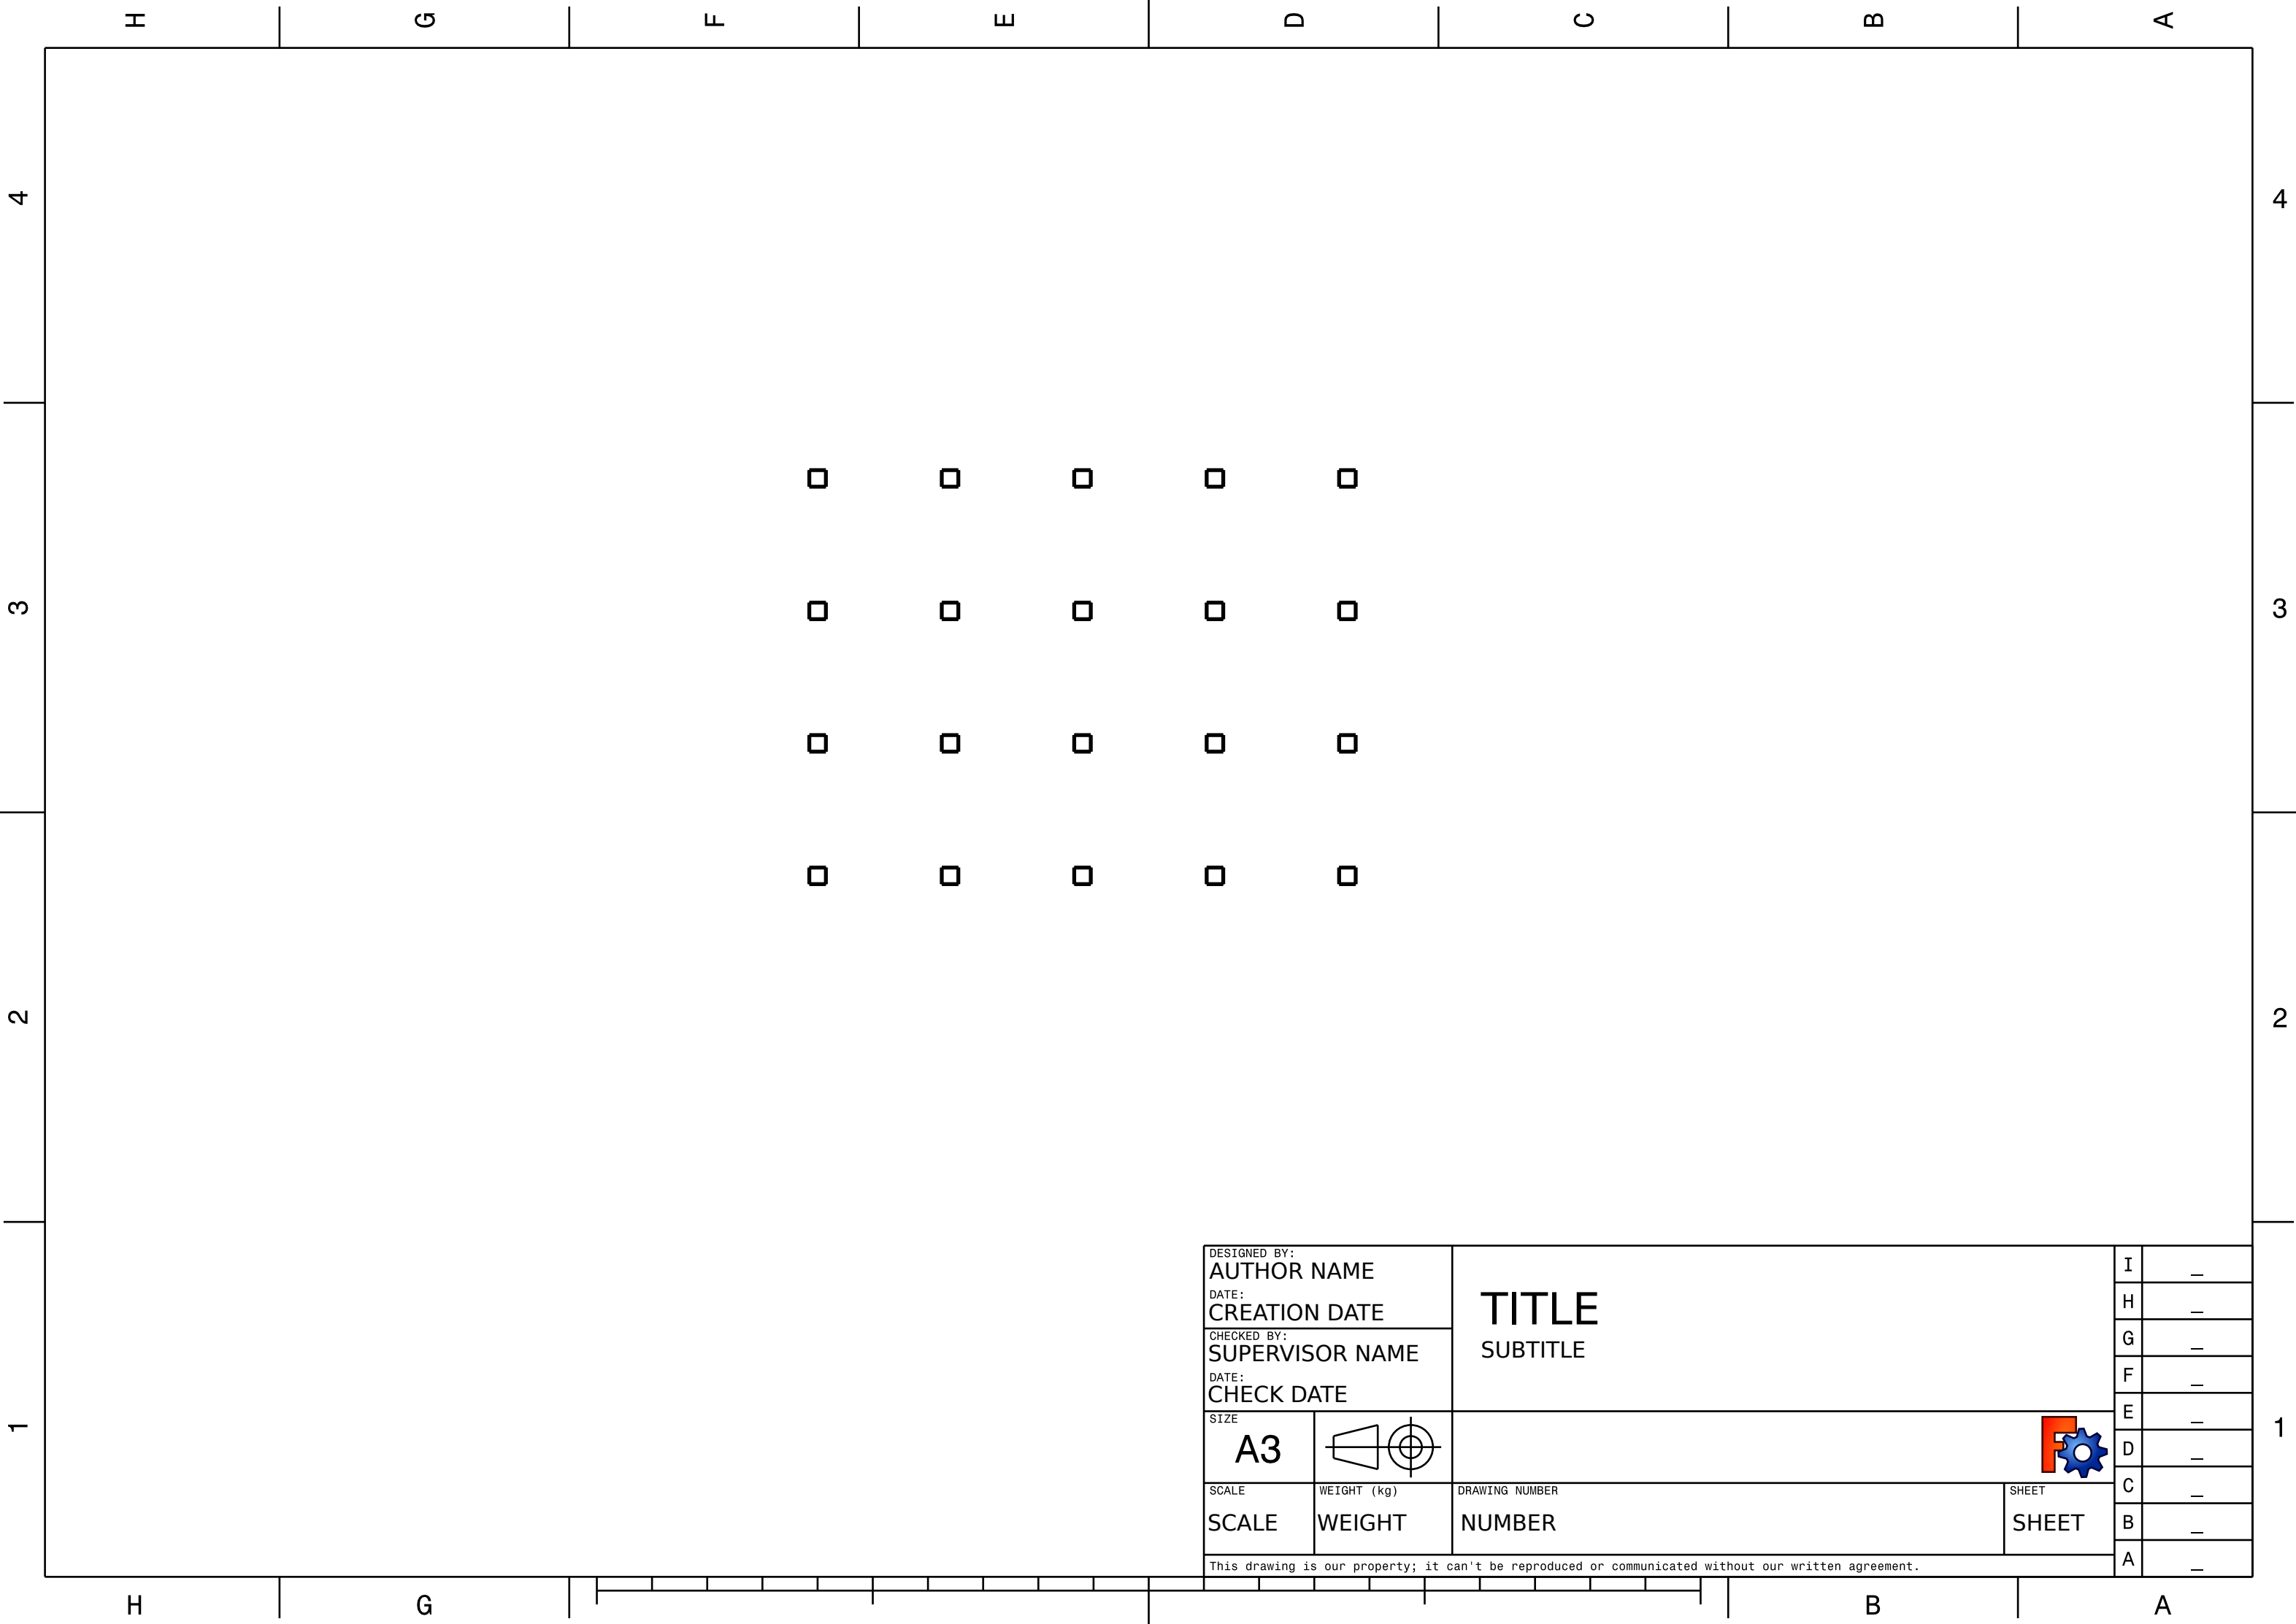 H G F E D C B A
4 4
3 3
2 2
DESIGNED BY:
AUTHOR NAME
DATE:
CREATION DATE
CHECKED BY:
SUPERVISOR NAME
DATE:
CHECK DATE
TITLE
SUBTITLE
SIZE
A3
SCALE
SCALE
WEIGHT (kg)
WEIGHT
DRAWING NUMBER
NUMBER
SHEET
SHEET
I _
H _
G _
F _
E _
D _
C _
B _
A _
1 1
This drawing is our property; it can't be reproduced or communicated without our written agreement.
H G B A